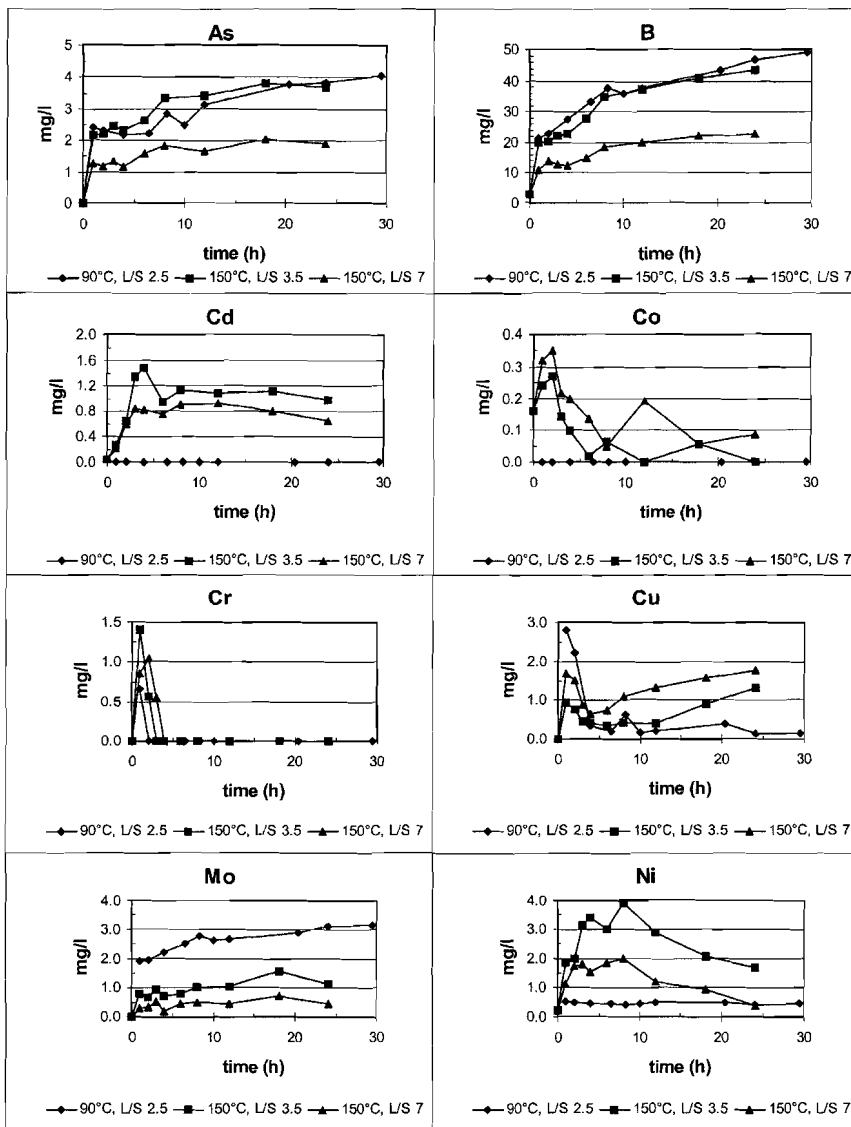 As
B
5
4
3
2
1
0
mg/l
0 10 20 30
time (h)
50
40
30
20
10
0
mg/l
0 10 20 30
time (h)
90°C, L/S 2.5 150°C, L/S 3.5 150°C, L/S 7
90°C, L/S 2.5 150°C, L/S 3.5 150°C, L/S 7
Cd
Co
2.0
1.6
1.2
0.8
0.4
0.0
mg/l
0 10 20 30
time (h)
0.4
0.3
0.2
0.1
0.0
mg/l
0 10 20 30
time (h)
90°C, L/S 2.5 150°C, L/S 3.5 150°C, L/S 7
90°C, L/S 2.5 150°C, L/S 3.5 150°C, L/S 7
Cr
Cu
1.5
1.0
0.5
0.0
mg/l
0 10 20 30
time (h)
3.0
2.0
1.0
0.0
mg/l
0 10 20 30
time (h)
90°C, L/S 2.5 150°C, L/S 3.5 150°C, L/S 7
90°C, L/S 2.5 150°C, L/S 3.5 150°C, L/S 7
Mo
Ni
4.0
3.0
2.0
1.0
0.0
mg/l
0 10 20 30
time (h)
4.0
3.0
2.0
1.0
0.0
mg/l
0 10 20 30
time (h)
90°C, L/S 2.5 150°C, L/S 3.5 150°C, L/S 7
90°C, L/S 2.5 150°C, L/S 3.5 150°C, L/S 7